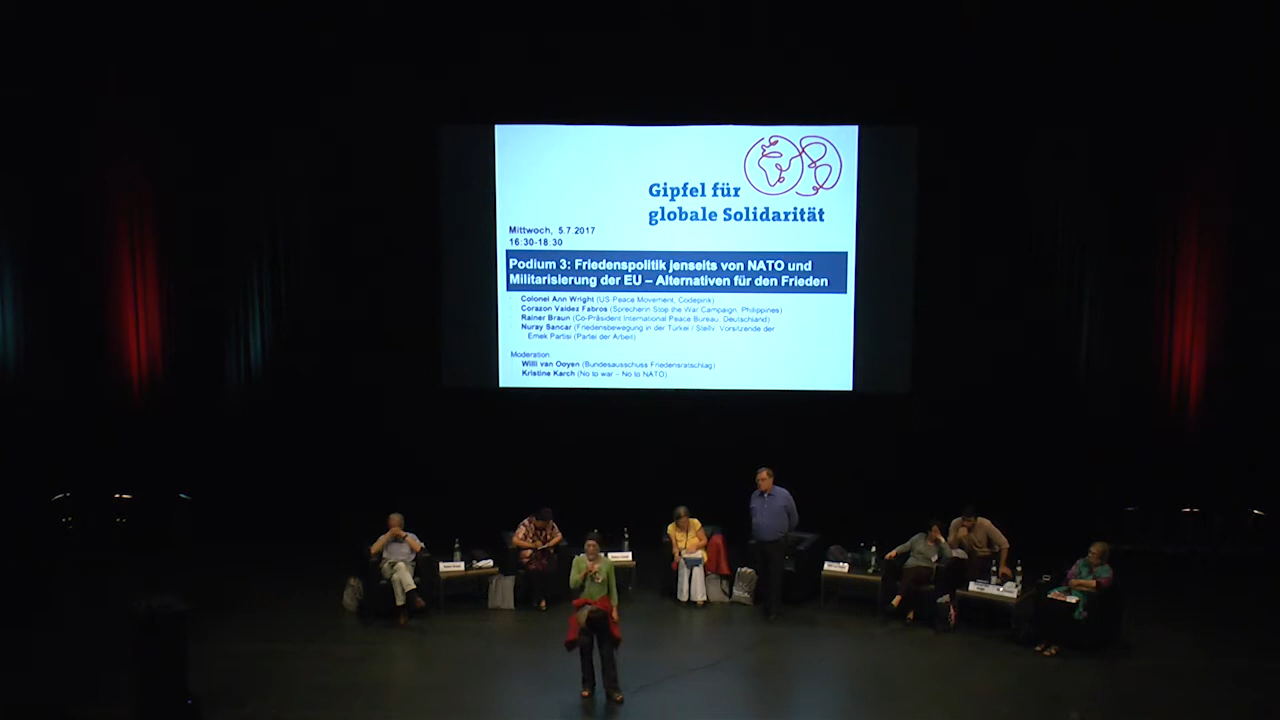 Gipfel für
globale Solidarität
Mittwoch, 5.7.2017
16:30-18:30
Podium 3: Friedenspolitik jenseits von NATO und
Militarisierung der EU – Alternativen für den Frieden
Colonel Ann Wright (US-Peace Movement, Codepink)
Corazon Valdez Fabros (Sprecherin Stop the War Campaign, Philippines)
Rainer Braun (Co-Präsident International Peace Bureau, Deutschland)
Nuray Sancar (Friedensbewegung in der Türkei / Stellv. Vorsitzende der
Emek Partisi (Partei der Arbeit)
Moderation
Willi van Ooyen (Bundesausschuss Friedensratschlag)
Kristine Karch (No to war – No to NATO)